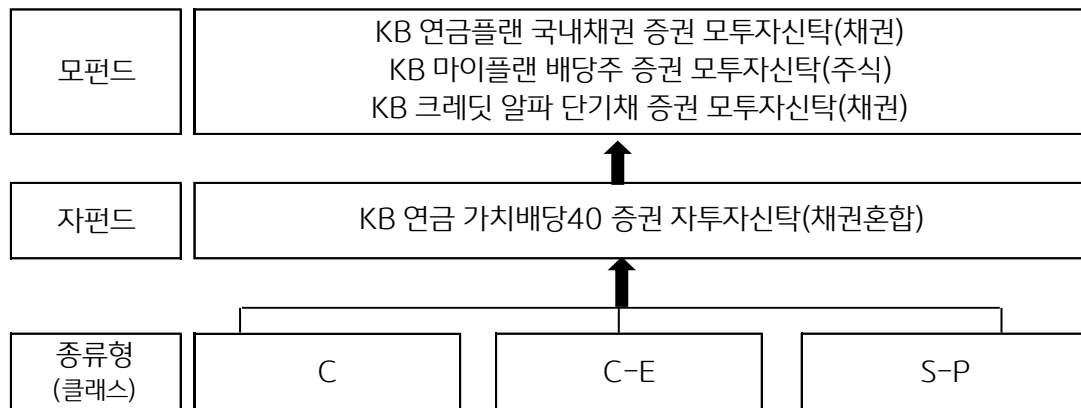 모펀드
KB 연금플랜 국내채권 증권 모투자신탁(채권)
KB 마이플랜 배당주 증권 모투자신탁(주식)
KB 크레딧 알파 단기채 증권 모투자신탁(채권)
자펀드
KB 연금 가치배당40 증권 자투자신탁(채권혼합)
종류형
(클래스)
C
C-E
S-P